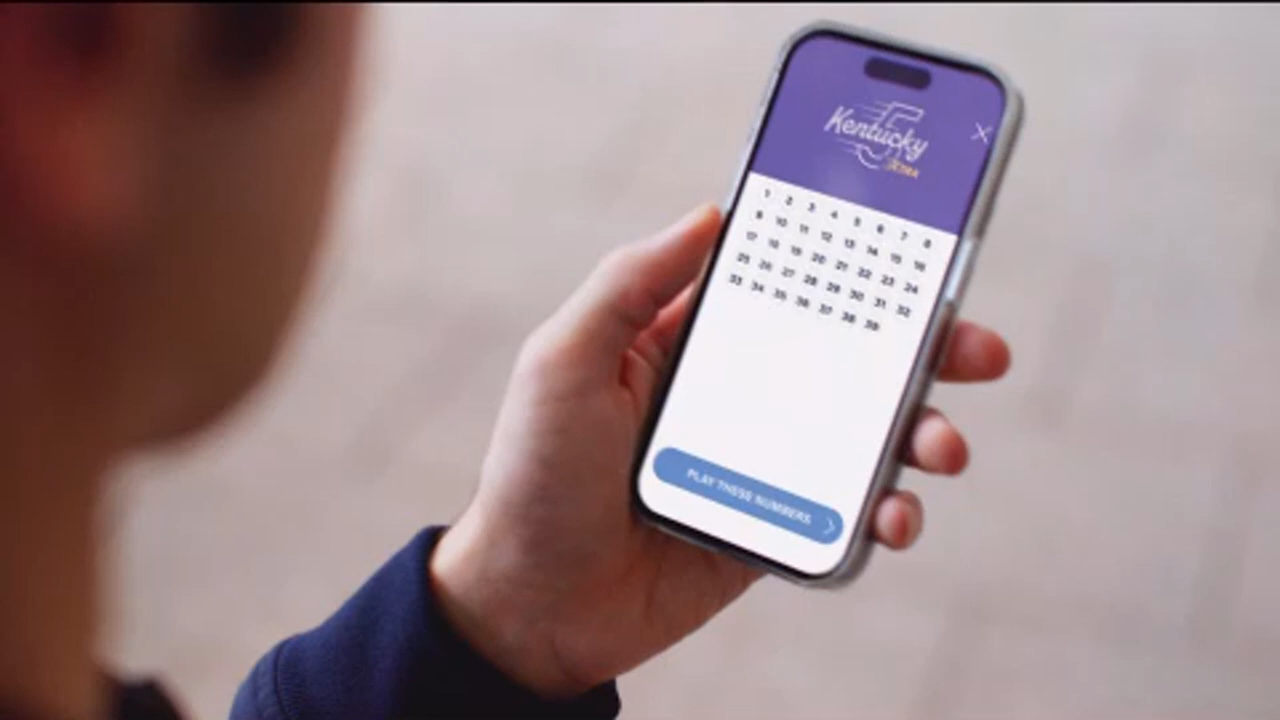 Kentucky 5
XTRA
1 2 3 4 5 6 7 8
9 10 11 12 13 14 15 16
17 18 19 20 21 22 23 24
25 26 27 28 29 30 31 32
33 34 35 36 37 38 39
PLAY THESE NUMBERS